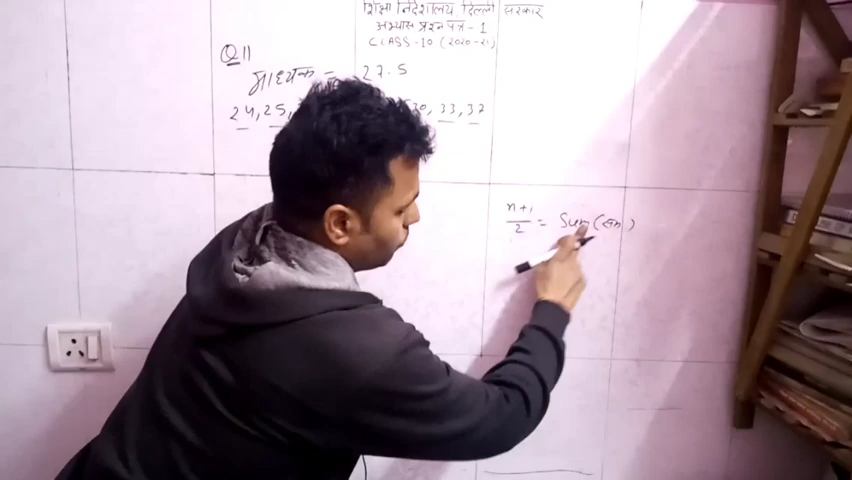 शिक्षा निदेशालय, दिल्ली सरकार
अभ्यास प्रश्न पत्र - 1
CLASS - 10 (2020-21)
Q 11
माध्यक = 27.5
24, 25, 30, 33, 37
n+1
2 = Sum